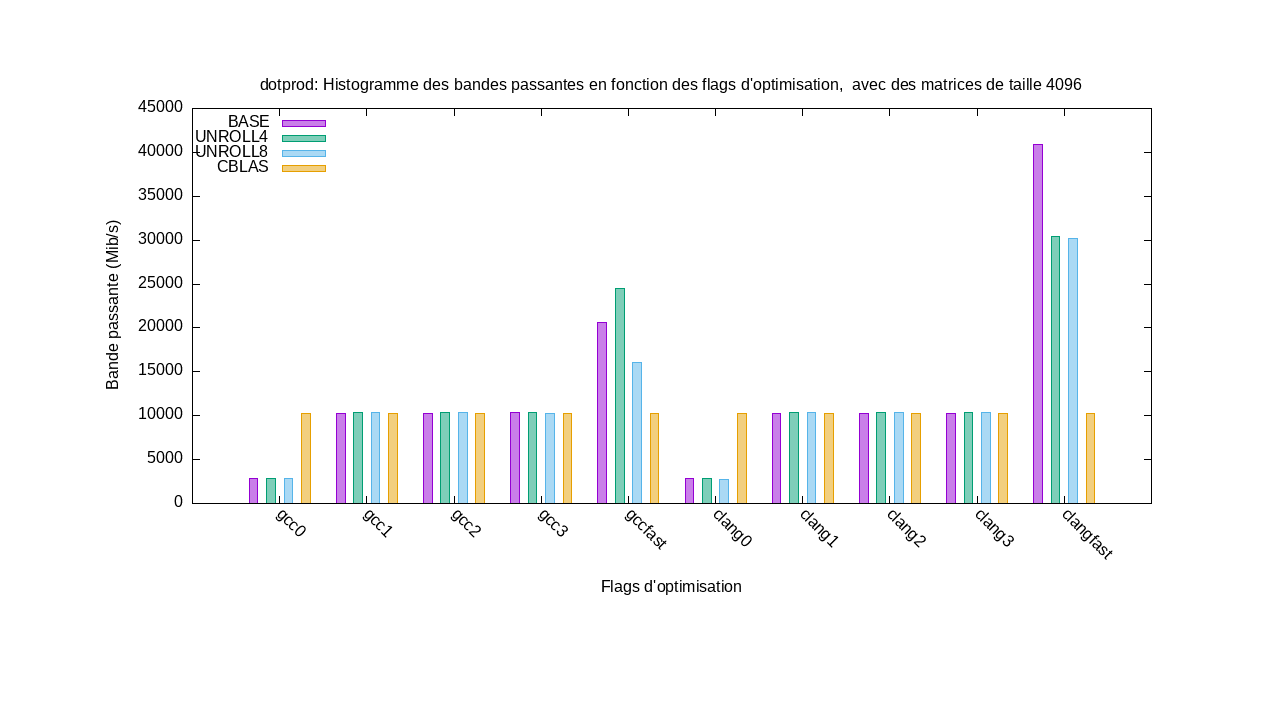 dotprod: Histogramme des bandes passantes en fonction des flags d'optimisation,  avec des matrices de taille 4096
Bande passante (Mib/s)
45000
40000
35000
30000
25000
20000
15000
10000
5000
0
BASE
UNROLL4
UNROLL8
CBLAS
gcc0
gcc1
gcc2
gcc3
gccfast
clang0
clang1
clang2
clang3
clangfast
Flags d'optimisation